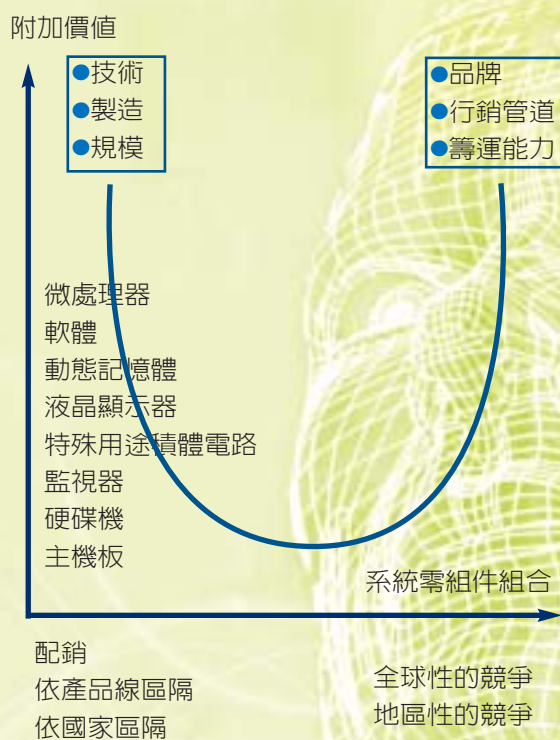 附加價值
●技術
●製造
●規模
●品牌
●行銷管道
●籌運能力
微處理器
軟體
動態記憶體
液晶顯示器
特殊用途積體電路
監視器
硬碟機
主機板
系統零組件組合
配銷
依產品線區隔
依國家區隔
全球性的競爭
地區性的競爭